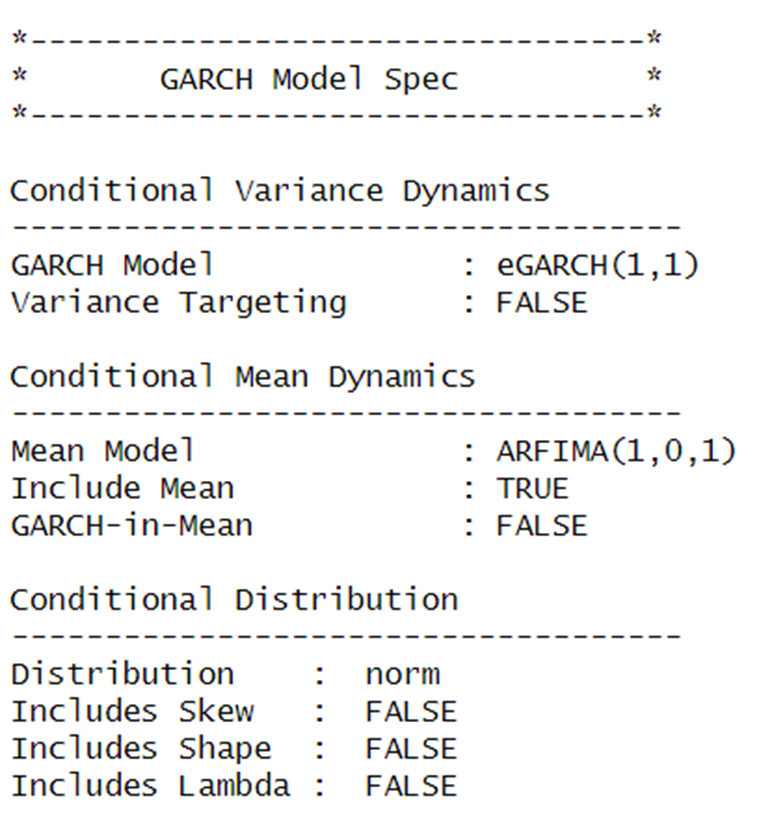 *---------------------------------*
*       GARCH Model Spec          *
*---------------------------------*
Conditional Variance Dynamics
------------------------------------
GARCH Model             : eGARCH(1,1)
Variance Targeting      : FALSE
Conditional Mean Dynamics
------------------------------------
Mean Model              : ARFIMA(1,0,1)
Include Mean            : TRUE
GARCH-in-Mean           : FALSE
Conditional Distribution
------------------------------------
Distribution    :  norm
Includes Skew   :  FALSE
Includes Shape  :  FALSE
Includes Lambda :  FALSE